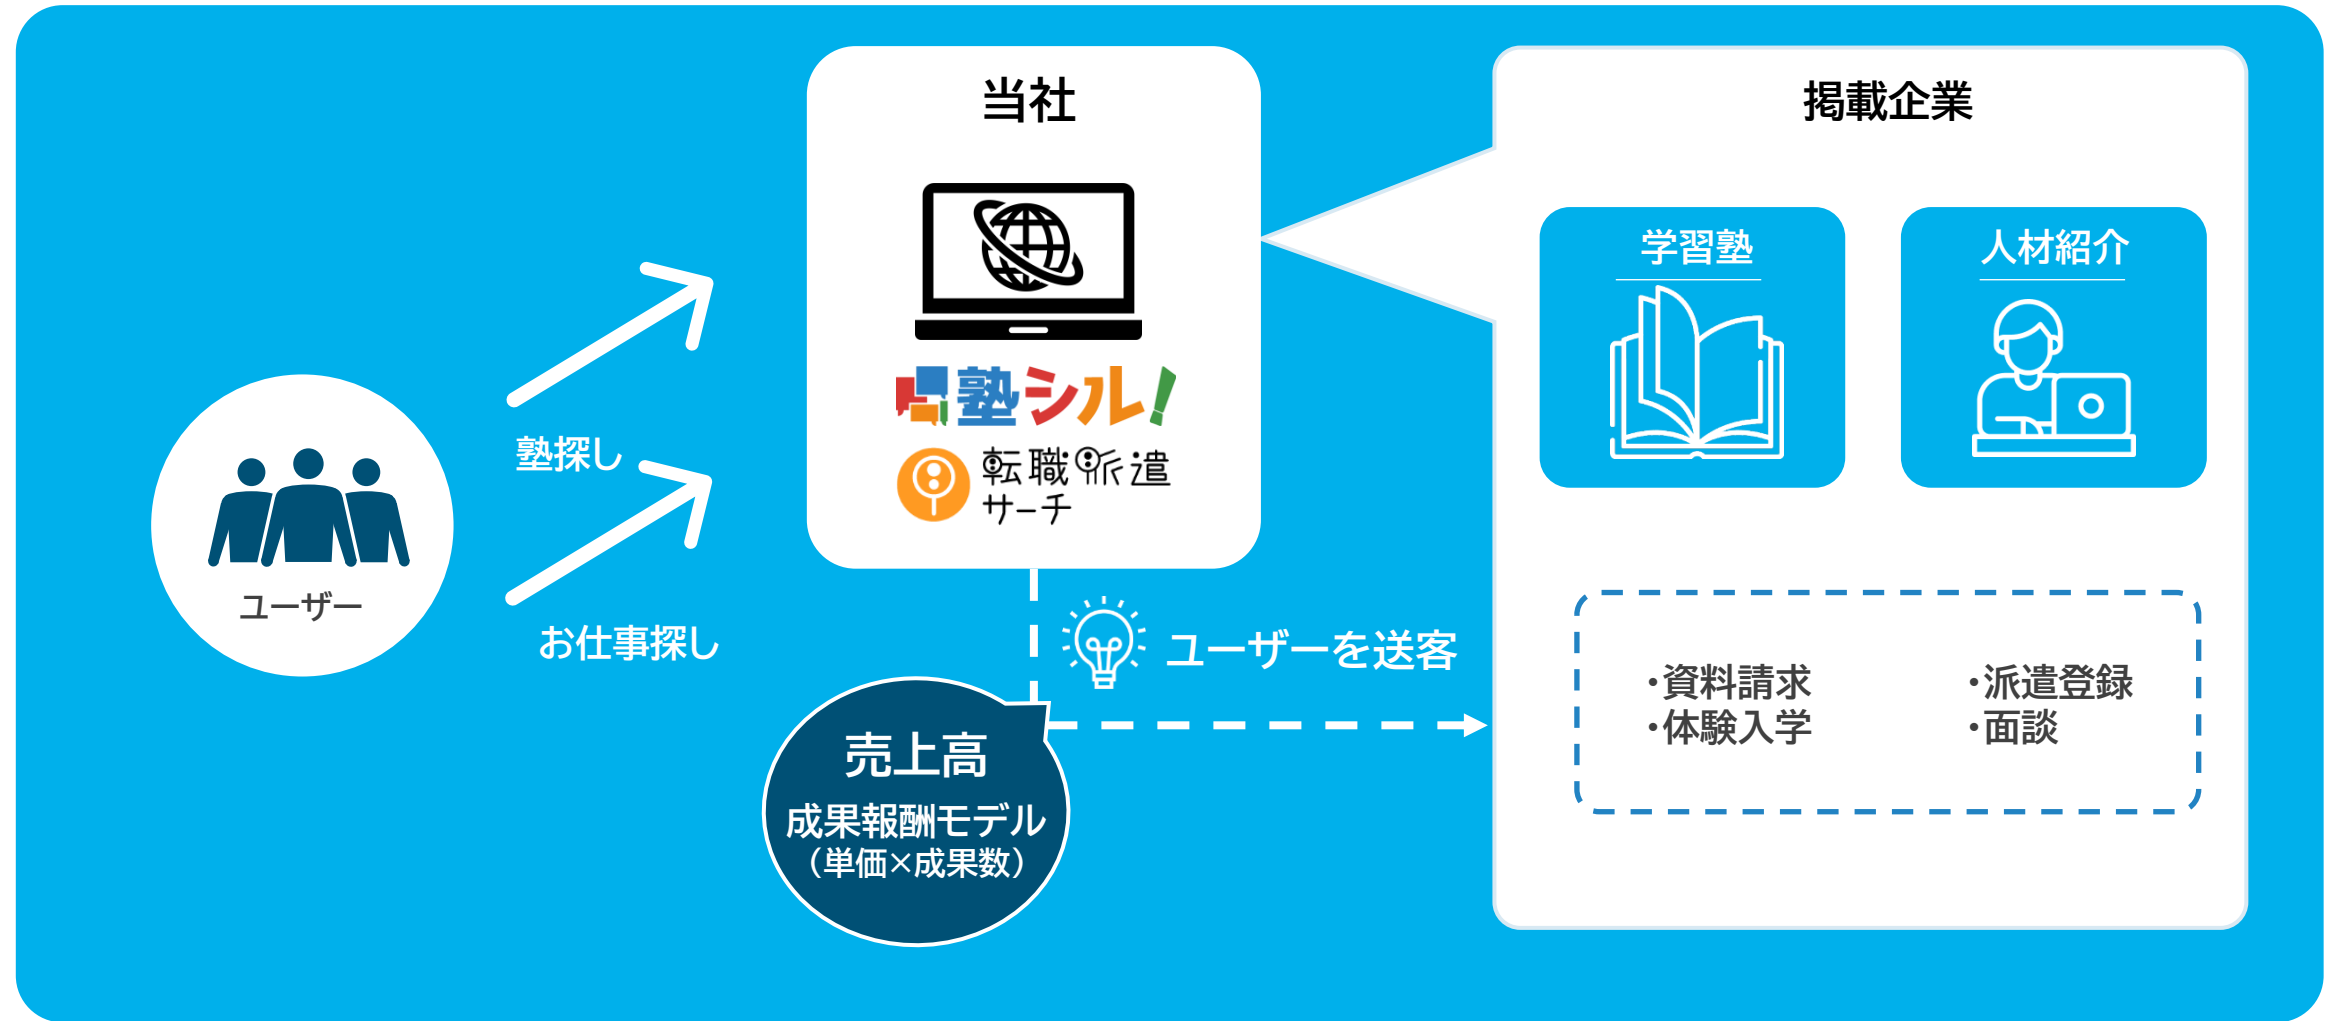 当社
塾シル!
転職派遣
サーチ
塾探し
お仕事探し
ユーザー
ユーザーを送客
売上高
成果報酬モデル
（単価×成果数）
掲載企業
学習塾
人材紹介
・資料請求
・体験入学
・派遣登録
・面談